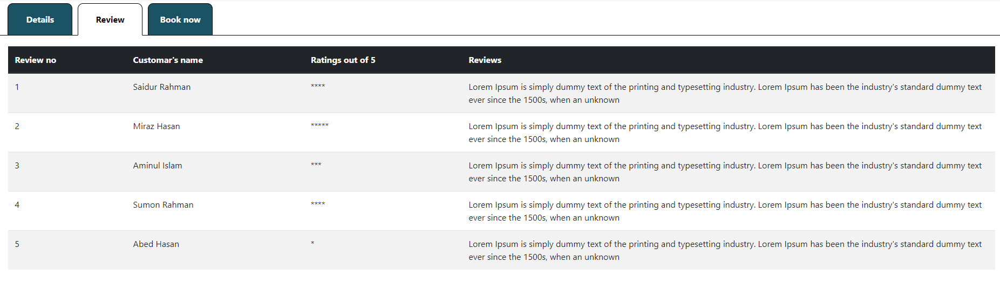 Details Review Book now
Review no Customar's name Ratings out of 5 Reviews
1 Saidur Rahman **** Lorem Ipsum is simply dummy text of the printing and typesetting industry. Lorem Ipsum has been the industry's standard dummy text
ever since the 1500s, when an unknown
2 Miraz Hasan ***** Lorem Ipsum is simply dummy text of the printing and typesetting industry. Lorem Ipsum has been the industry's standard dummy text
ever since the 1500s, when an unknown
3 Aminul Islam *** Lorem Ipsum is simply dummy text of the printing and typesetting industry. Lorem Ipsum has been the industry's standard dummy text
ever since the 1500s, when an unknown
4 Sumon Rahman **** Lorem Ipsum is simply dummy text of the printing and typesetting industry. Lorem Ipsum has been the industry's standard dummy text
ever since the 1500s, when an unknown
5 Abed Hasan * Lorem Ipsum is simply dummy text of the printing and typesetting industry. Lorem Ipsum has been the industry's standard dummy text
ever since the 1500s, when an unknown